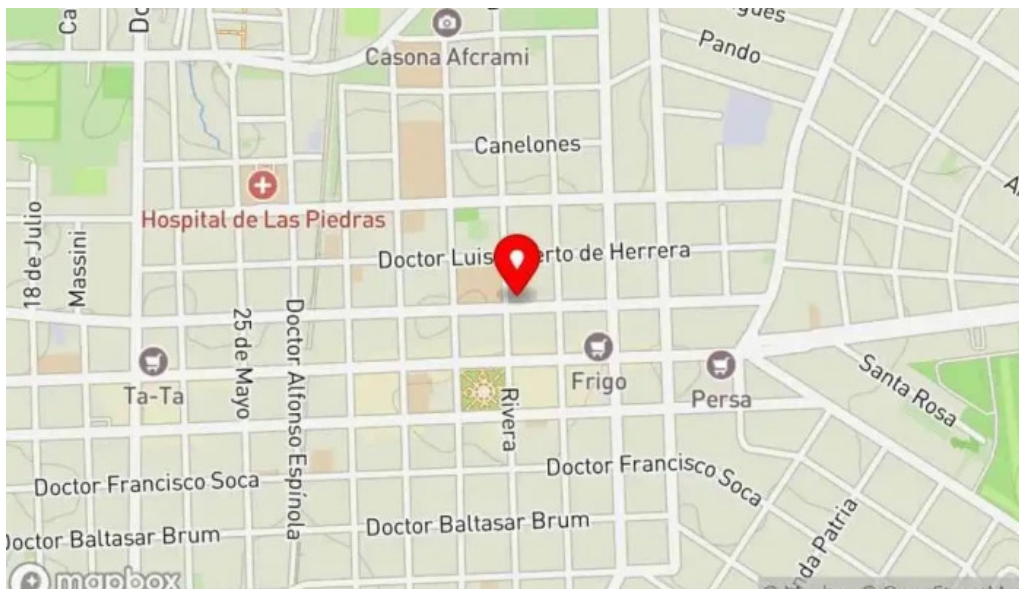 Casona Afcrami
Pando
Canelones
Hospital de Las Piedras
18 de Julio
Massini
Doctor Luis
erto de Herrera
25 de Mayo
Doctor Alfonso Espínola
Ta-Ta
Frigo
Persa
Santa Rosa
Rivera
Doctor Francisco Soca
Doctor Francisco Soca
Doctor Baltasar Brum
Doctor Baltasar Brum
nda Patria
mapbox